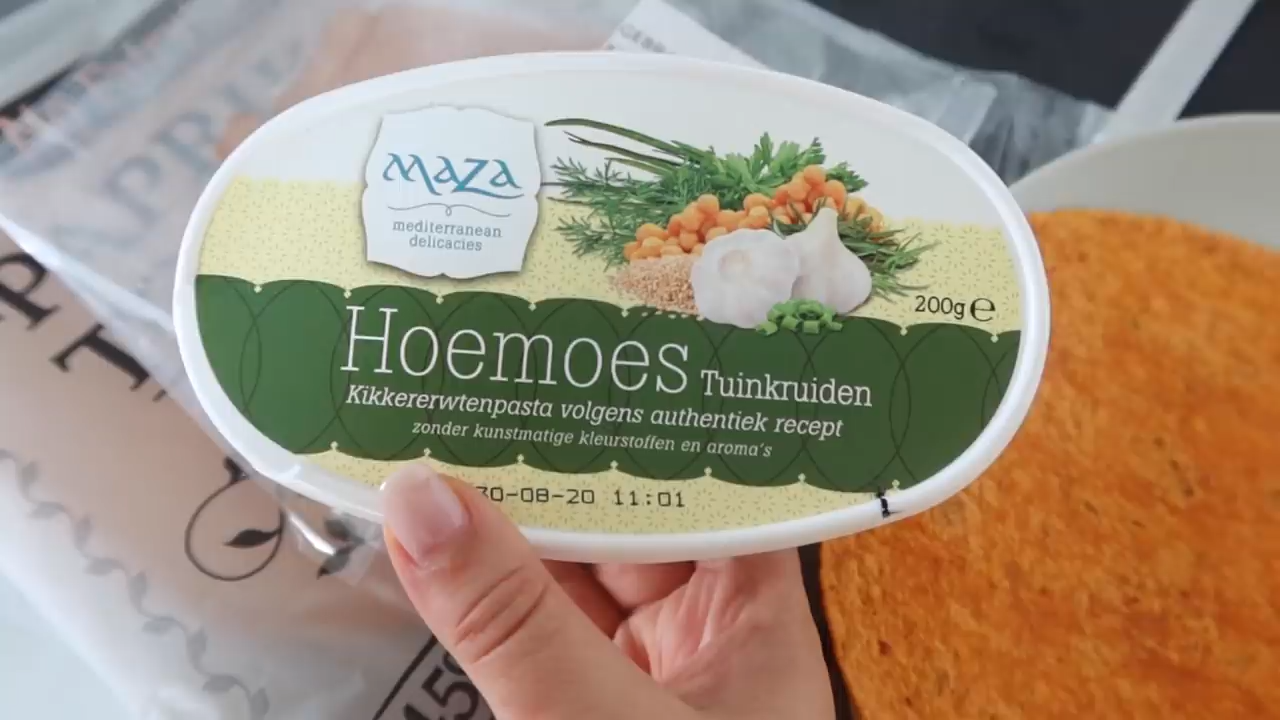 maza
mediterranean
delicacies
200g℮
Hoemoes Tuinkruiden
Kikkererwtenpasta volgens authentiek recept
zonder kunstmatige kleurstoffen en aroma's
30-08-20 11:01